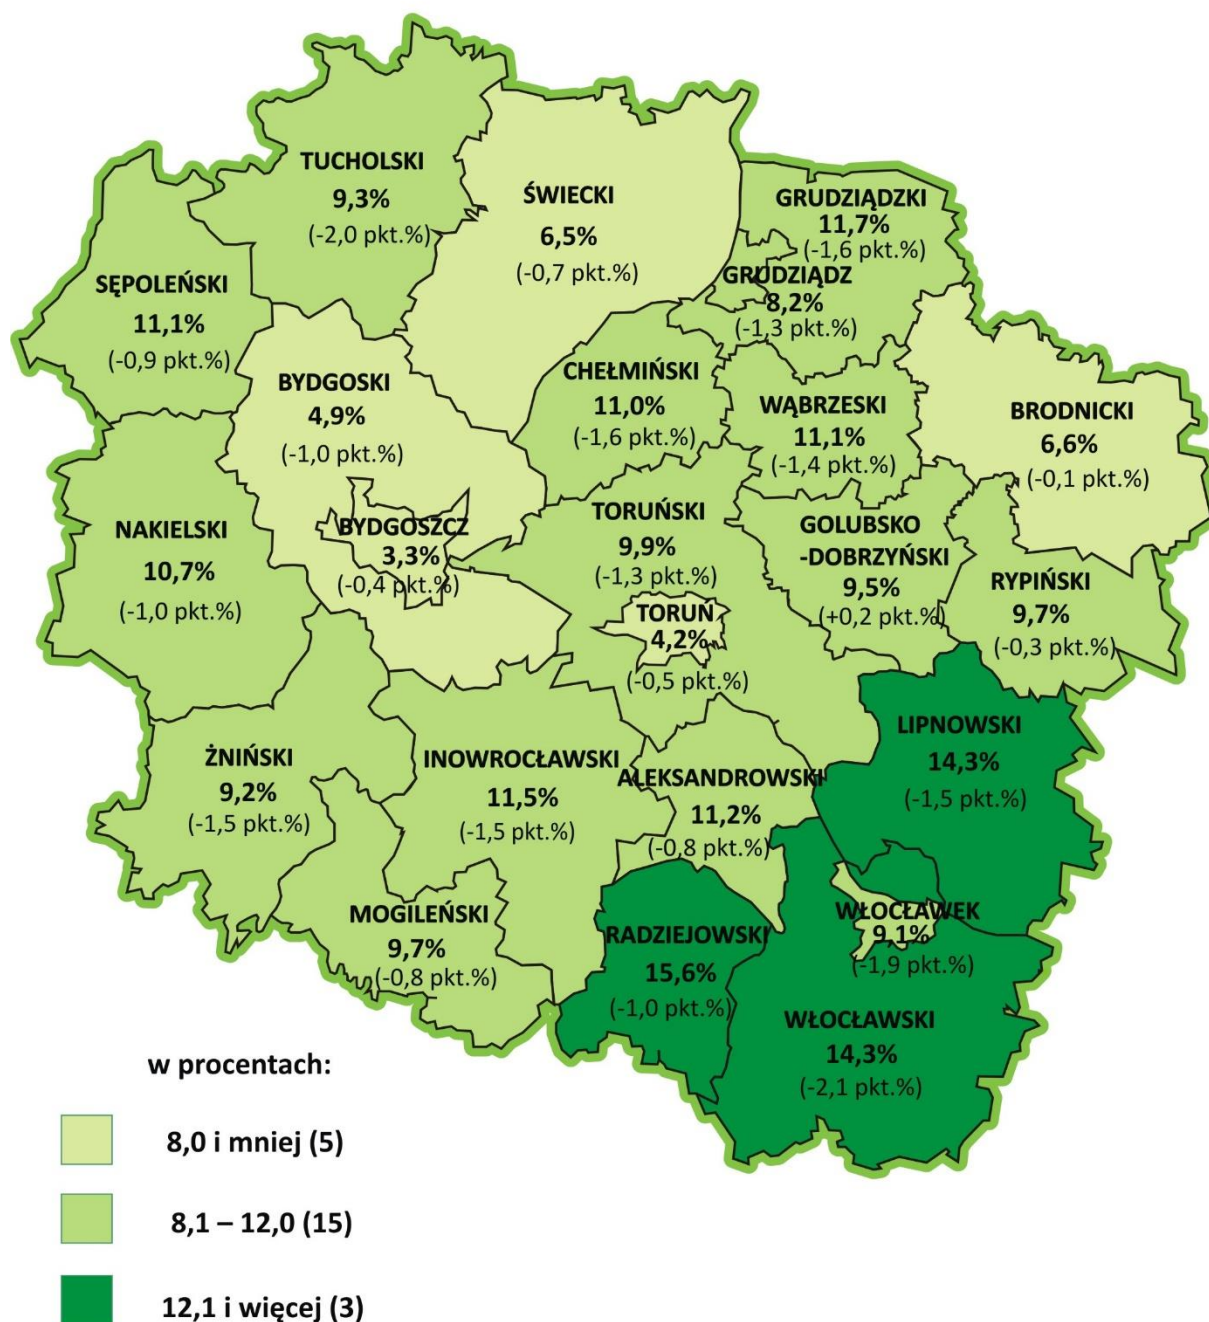 TUCHOLSKI
9,3%
(-2,0 pkt.%)
ŚWIECKI
6,5%
(-0,7 pkt.%)
GRUDZIĄDZKI
11,7%
(-1,6 pkt.%)
GRUDZIĄDZ
8,2%
(-1,3 pkt.%)
SĘPOLEŃSKI
11,1%
(-0,9 pkt.%)
BYDGOSKI
4,9%
(-1,0 pkt.%)
CHEŁMIŃSKI
11,0%
(-1,6 pkt.%)
WĄBRZESKI
11,1%
(-1,4 pkt.%)
BRODNICKI
6,6%
(-0,1 pkt.%)
NAKIELSKI
10,7%
(-1,0 pkt.%)
BYDGOSZCZ
3,3%
(-0,4 pkt.%)
TORUŃSKI
9,9%
(-1,3 pkt.%)
GOLUBSKO
-DOBRZYŃSKI
9,5%
(+0,2 pkt.%)
RYPIŃSKI
9,7%
(-0,3 pkt.%)
TORUŃ
4,2%
(-0,5 pkt.%)
ŻNIŃSKI
9,2%
(-1,5 pkt.%)
INOWROCŁAWSKI
11,5%
(-1,5 pkt.%)
ALEKSANDROWSKI
11,2%
(-0,8 pkt.%)
LIPNOWSKI
14,3%
(-1,5 pkt.%)
MOGILEŃSKI
9,7%
(-0,8 pkt.%)
RADZIEJOWSKI
15,6%
(-1,0 pkt.%)
WŁOCŁAWEK
9,1%
(-1,9 pkt.%)
WŁOCŁAWSKI
14,3%
(-2,1 pkt.%)
w procentach:
8,0 i mniej (5)
8,1 – 12,0 (15)
12,1 i więcej (3)